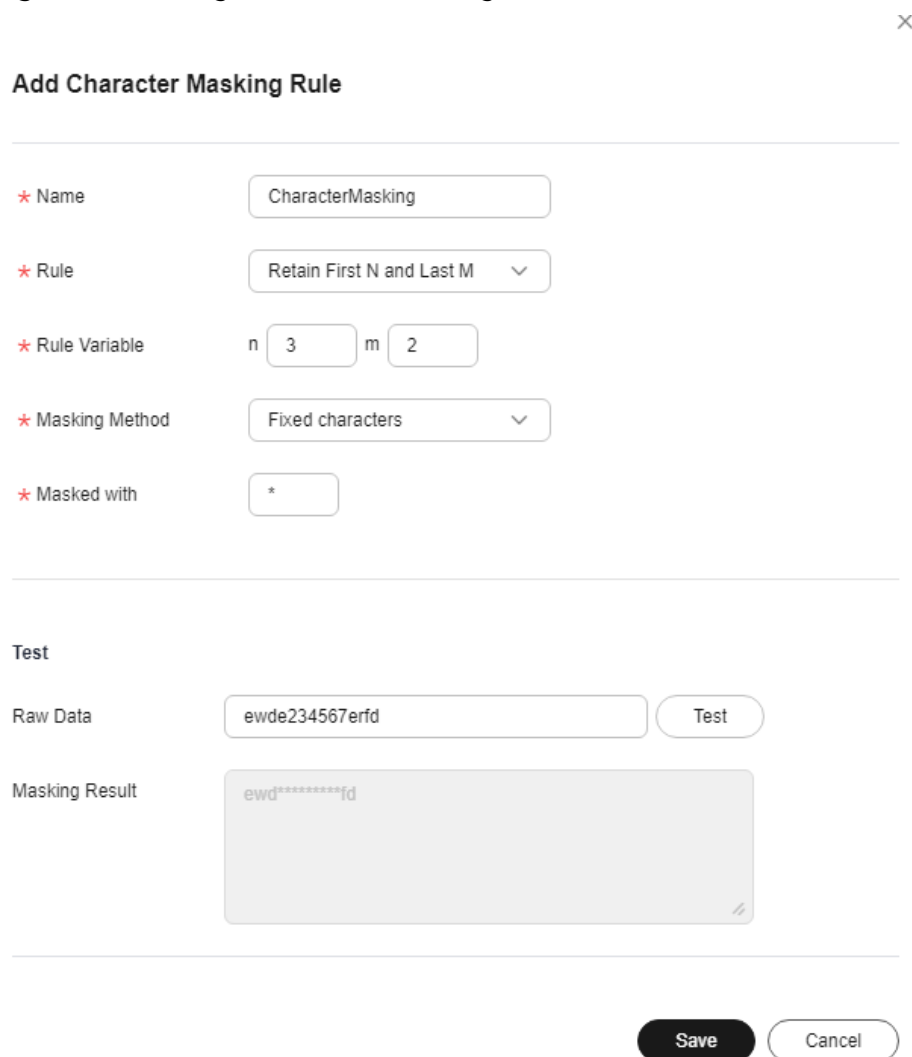 Add Character Masking Rule
* Name CharacterMasking
* Rule Retain First N and Last M
* Rule Variable n 3 m 2
* Masking Method Fixed characters
* Masked with *
Test
Raw Data ewde234567erfd Test
Masking Result ewd*********fd
Save Cancel